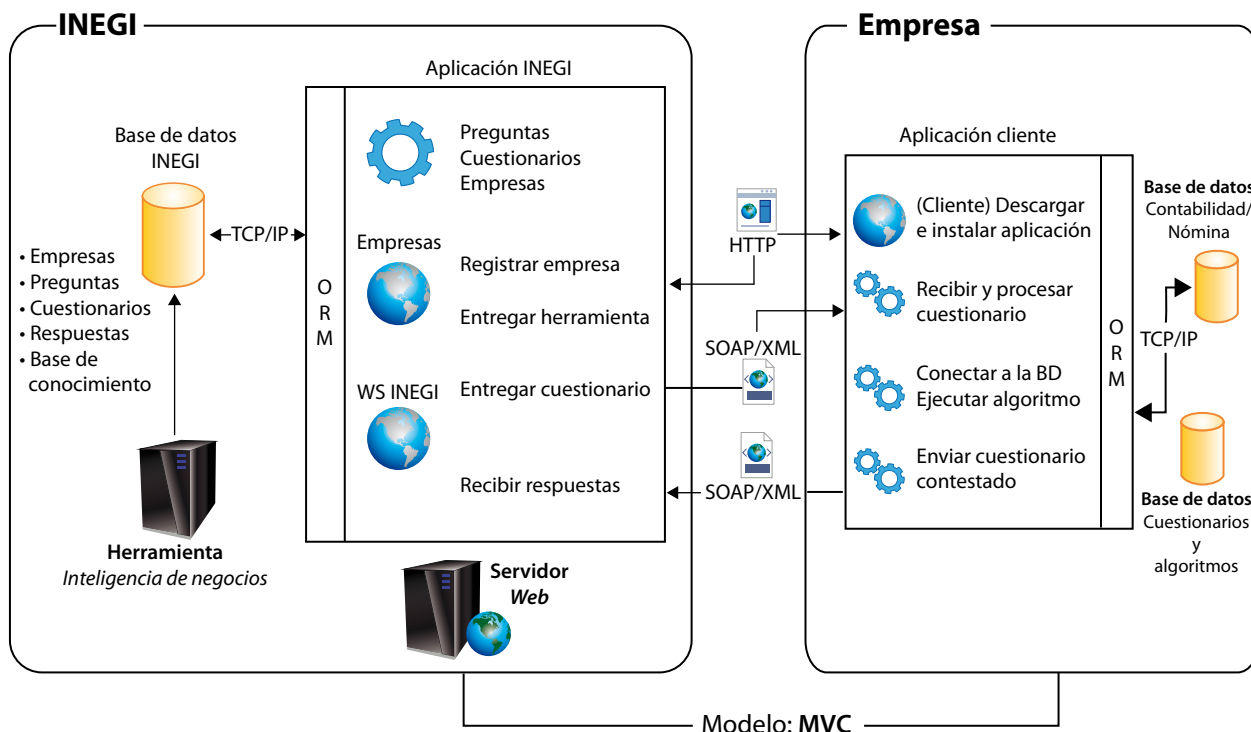 INEGI
Aplicación INEGI
Base de datos
INEGI
• Empresas
• Preguntas
• Cuestionarios
• Respuestas
• Base de
conocimiento
TCP/IP
O
R
M
Preguntas
Cuestionarios
Empresas
Empresas
Registrar empresa
Entregar herramienta
WS INEGI
Entregar cuestionario
Recibir respuestas
Herramienta
Inteligencia de negocios
Servidor
Web
HTTP
SOAP/XML
SOAP/XML
Empresa
Aplicación cliente
(Cliente) Descargar
e instalar aplicación
Recibir y procesar
cuestionario
Conectar a la BD
Ejecutar algoritmo
Enviar cuestionario
contestado
O
R
M
TCP/IP
Base de datos
Contabilidad/
Nómina
Base de datos
Cuestionarios
y
algoritmos
Modelo: MVC